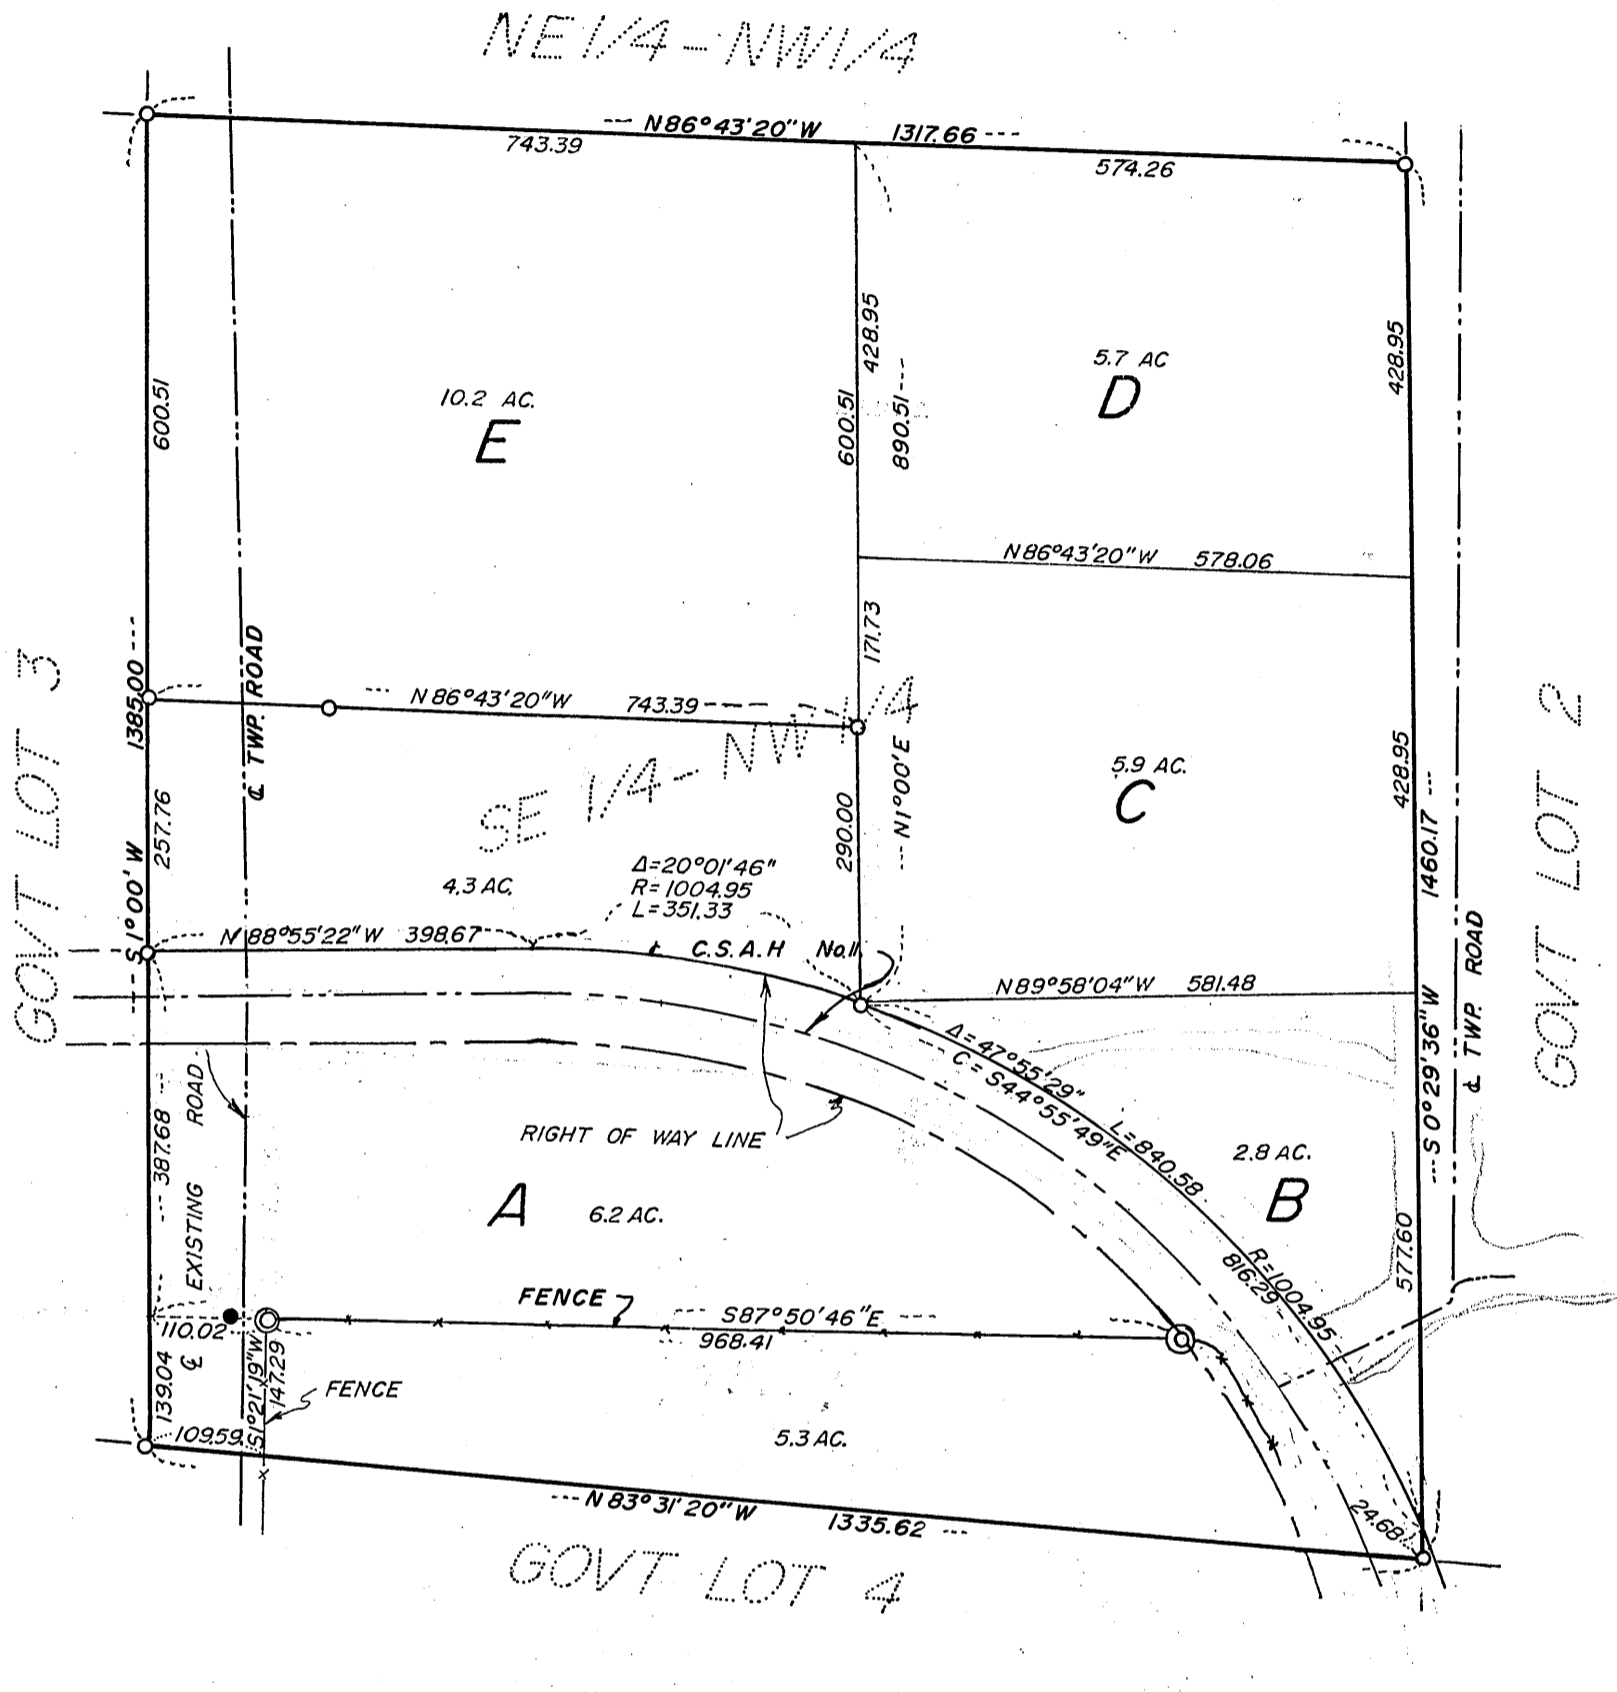 NE1/4-NW1/4
--- N86°43'20"W 1317.66 ---
743.39
574.26
600.51
428.95
600.51
890.51 ---
428.95
10.2 AC.
E
5.7 AC
D
N86°43'20"W 578.06
171.73
GOVT LOT 3
1385.00 ---
℄ TWP. ROAD
--- N86°43'20"W 743.39 ---
SE 1/4-NW 1/4
--- N1°00'E
5.9 AC.
C
428.95
1460.17 ---
GOVT LOT 2
257.76
290.00
--- S1°00'W
4.3 AC.
Δ=20°01'46"
R=1004.95
L=351.33
N88°55'22"W 398.67
℄ C.S.A.H No.11
N89°58'04"W 581.48
℄ TWP. ROAD
--- S0°29'36"W
Δ=47°55'29"
C=S44°55'49"E
L=840.58
816.29
R=1004.95
RIGHT OF WAY LINE
--- 387.68
℄ EXISTING ROAD
A
6.2 AC.
2.8 AC.
B
577.60
FENCE
--- S87°50'46"E ---
968.41
110.02
139.04
S1°21'19"W
147.29
FENCE
109.59
5.3 AC.
24.68
--- N83°31'20"W 1335.62 ---
GOVT LOT 4